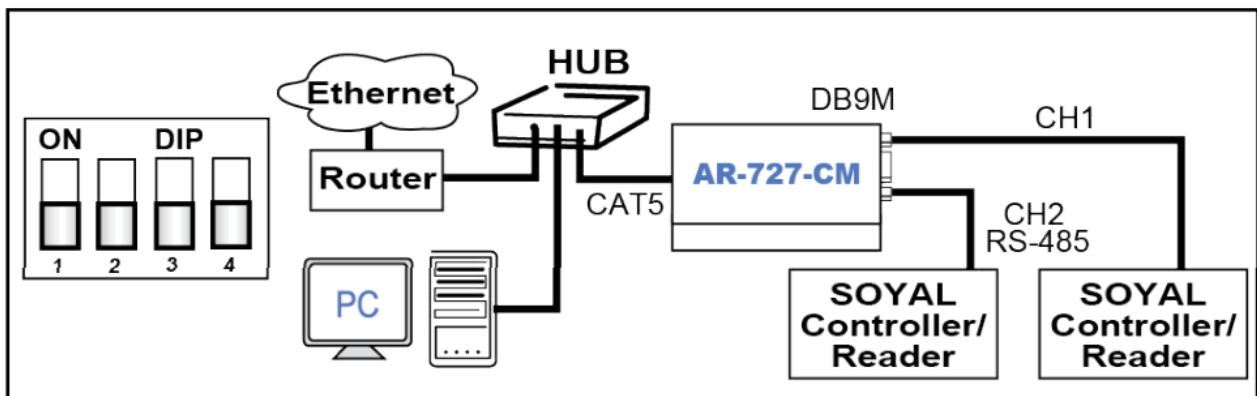 ON DIP
1 2 3 4
Ethernet
Router
PC
HUB
CAT5
AR-727-CM
DB9M
CH1
CH2
RS-485
SOYAL
Controller/
Reader
SOYAL
Controller/
Reader